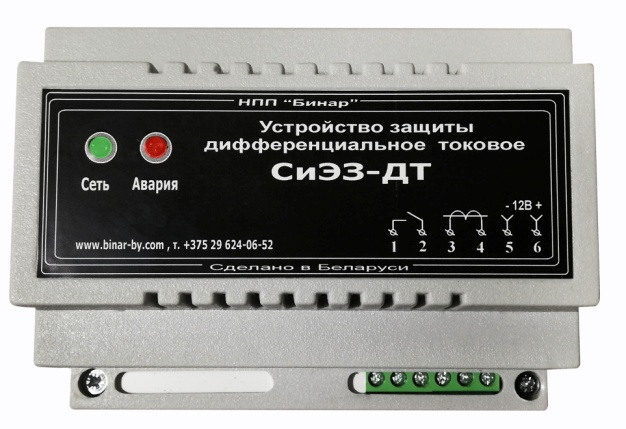 НПП "Бинар"
Устройство защиты
дифференциальное токовое
СиЭЗ-ДТ
Сеть Авария
- 12В +
1 2 3 4 5 6
www.binar-by.com , т. +375 29 624-06-52
Сделано в Беларуси